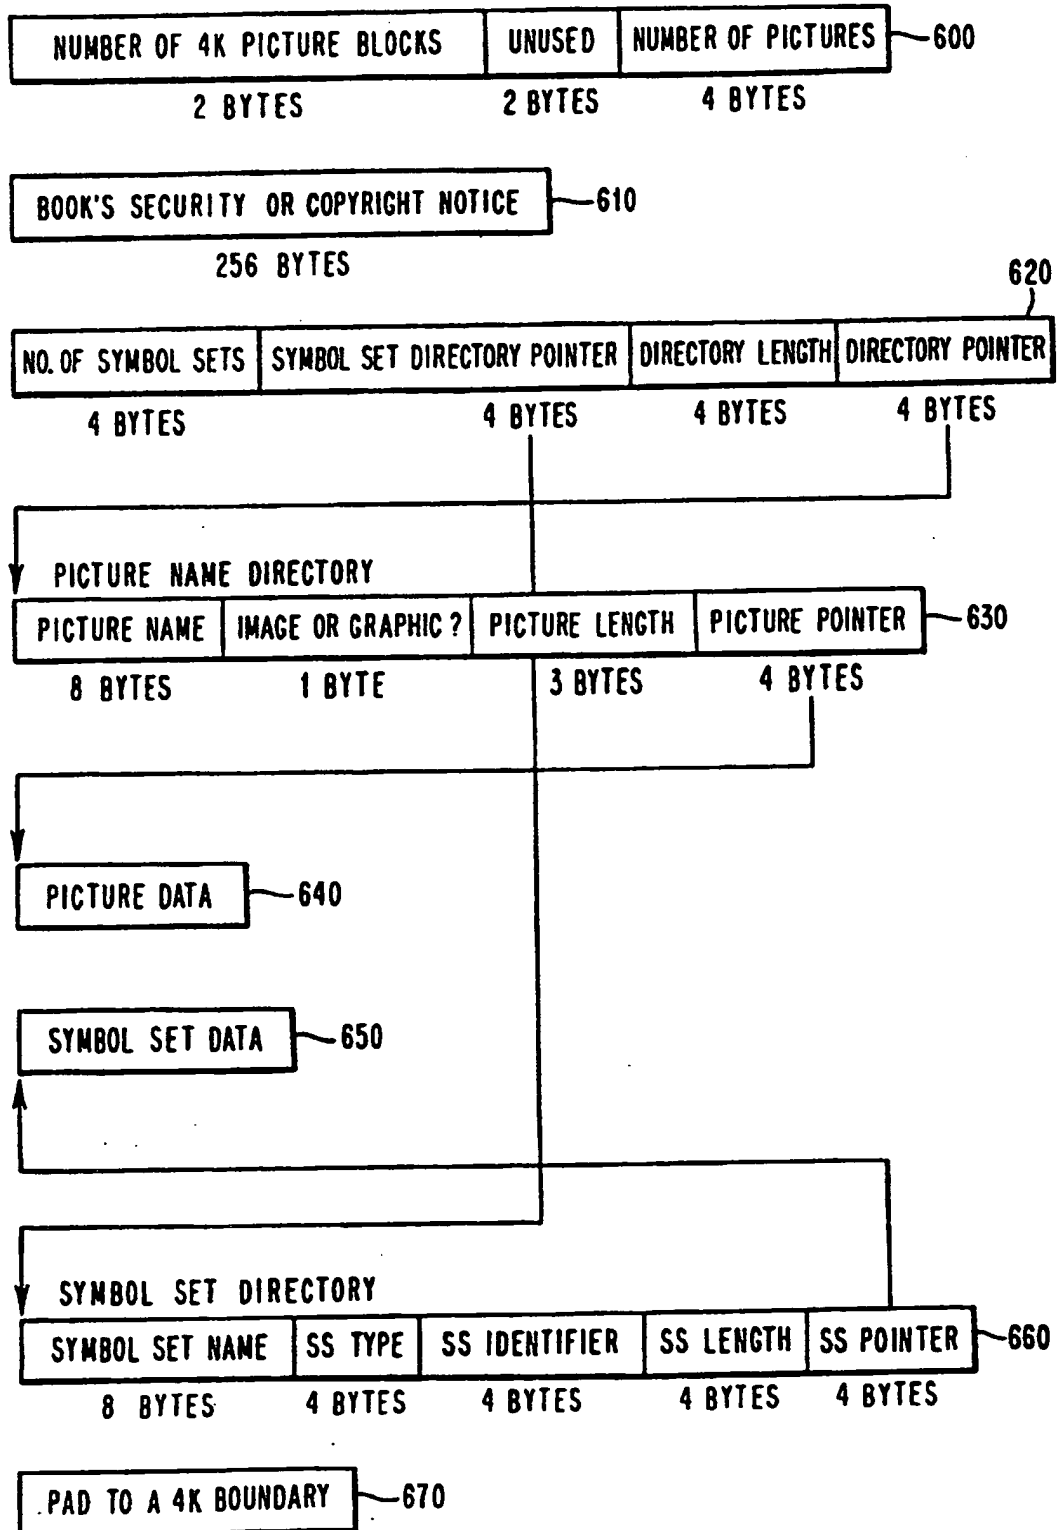 NUMBER OF 4K PICTURE BLOCKS UNUSED NUMBER OF PICTURES 600
2 BYTES 2 BYTES 4 BYTES
BOOK'S SECURITY OR COPYRIGHT NOTICE 610
256 BYTES
620
NO. OF SYMBOL SETS SYMBOL SET DIRECTORY POINTER DIRECTORY LENGTH DIRECTORY POINTER
4 BYTES 4 BYTES 4 BYTES 4 BYTES
PICTURE NAME DIRECTORY
PICTURE NAME IMAGE OR GRAPHIC ? PICTURE LENGTH PICTURE POINTER 630
8 BYTES 1 BYTE 3 BYTES 4 BYTES
PICTURE DATA 640
SYMBOL SET DATA 650
SYMBOL SET DIRECTORY
SYMBOL SET NAME SS TYPE SS IDENTIFIER SS LENGTH SS POINTER 660
8 BYTES 4 BYTES 4 BYTES 4 BYTES 4 BYTES
PAD TO A 4K BOUNDARY 670